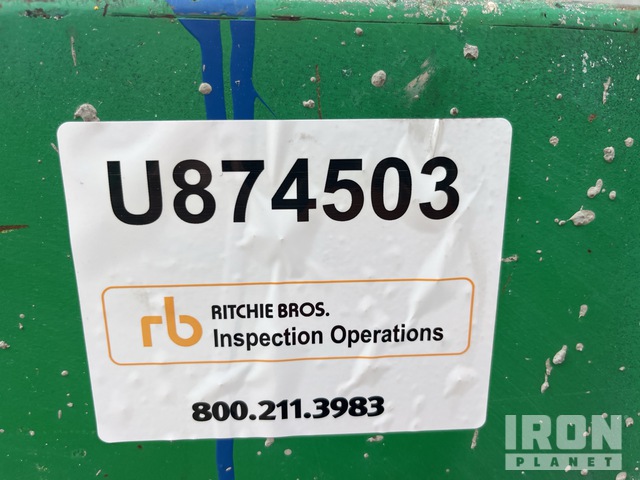 U874503
rb RITCHIE BROS.
Inspection Operations
800.211.3983
IRON
PLANET